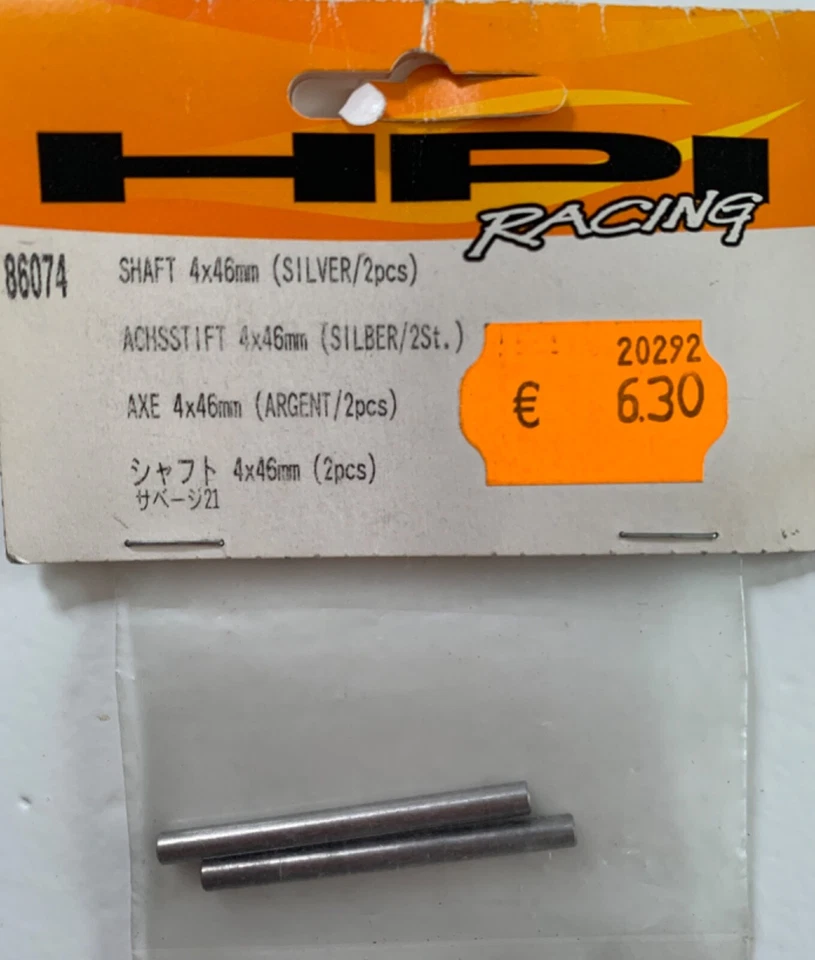 HPI
RACING
86074
SHAFT 4x46mm (SILVER/2pcs)
ACHSSTIFT 4x46mm (SILBER/2St.)
AXE 4x46mm (ARGENT/2pcs)
シャフト 4x46mm (2pcs)
サベージ21
20292
€ 6.30